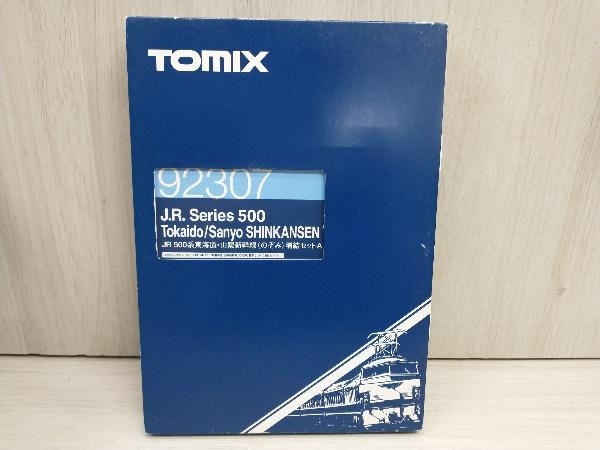 TOMIX
92307
J.R. Series 500
Tokaido/Sanyo SHINKANSEN
JR 500系東海道・山陽新幹線(のぞみ)増結セットA